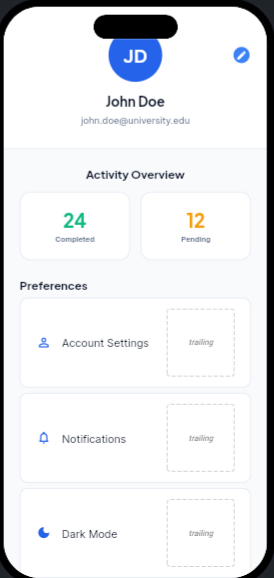 JD
John Doe
john.doe@university.edu
Activity Overview
24
Completed
12
Pending
Preferences
Account Settings
trailing
Notifications
trailing
Dark Mode
trailing